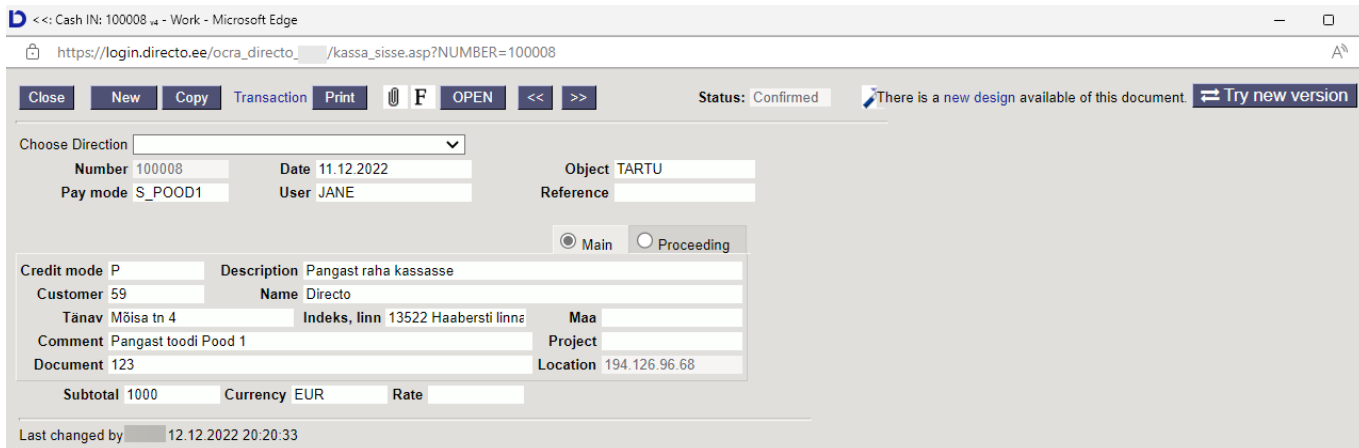 <<: Cash IN: 100008 v4 - Work - Microsoft Edge
https://login.directo.ee/ocra_directo_ /kassa_sisse.asp?NUMBER=100008
Close New Copy Transaction Print F OPEN << >> Status: Confirmed There is a new design available of this document. Try new version
Choose Direction
Number 100008 Date 11.12.2022 Object TARTU
Pay mode S_POOD1 User JANE Reference
Main Proceeding
Credit mode P Description Pangast raha kassasse
Customer 59 Name Directo
Tänav Mõisa tn 4 Indeks, linn 13522 Haabersti linna Maa
Comment Pangast toodi Pood 1 Project
Document 123 Location 194.126.96.68
Subtotal 1000 Currency EUR Rate
Last changed by 12.12.2022 20:20:33